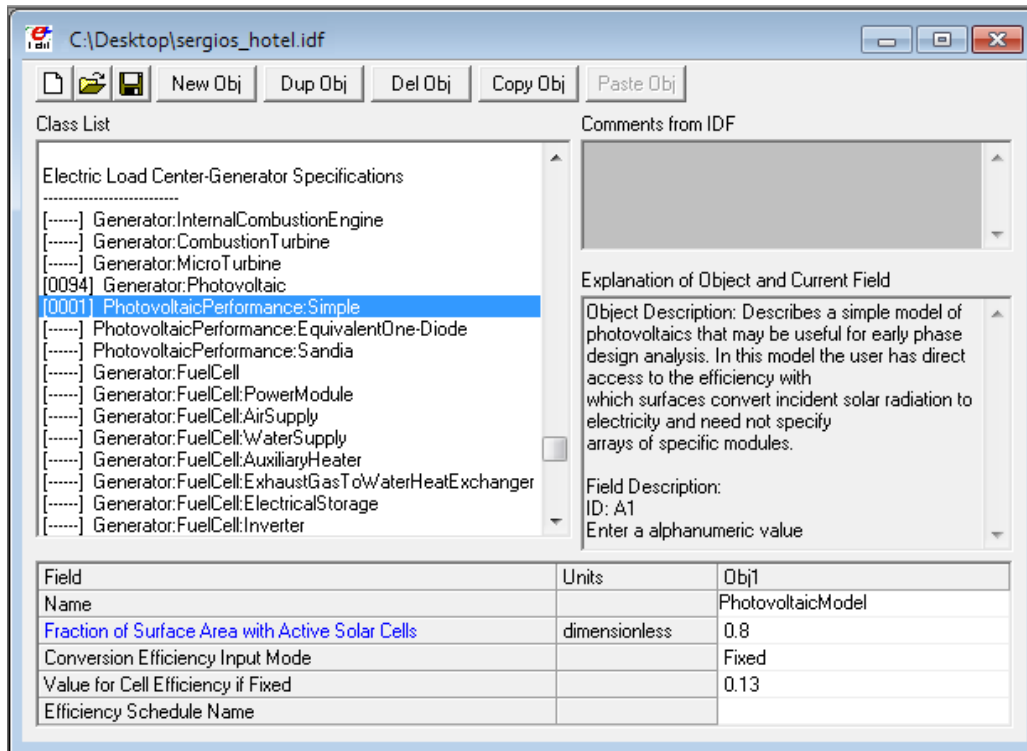 C:\Desktop\sergios_hotel.idf
New Obj Dup Obj Del Obj Copy Obj Paste Obj
Class List
Electric Load Center-Generator Specifications
---------------------------
[------] Generator:InternalCombustionEngine
[------] Generator:CombustionTurbine
[------] Generator:MicroTurbine
[0094] Generator:Photovoltaic
[0001] PhotovoltaicPerformance:Simple
[------] PhotovoltaicPerformance:EquivalentOne-Diode
[------] PhotovoltaicPerformance:Sandia
[------] Generator:FuelCell
[------] Generator:FuelCell:PowerModule
[------] Generator:FuelCell:AirSupply
[------] Generator:FuelCell:WaterSupply
[------] Generator:FuelCell:AuxiliaryHeater
[------] Generator:FuelCell:ExhaustGasToWaterHeatExchanger
[------] Generator:FuelCell:ElectricalStorage
[------] Generator:FuelCell:Inverter
Comments from IDF
Explanation of Object and Current Field
Object Description: Describes a simple model of
photovoltaics that may be useful for early phase
design analysis. In this model the user has direct
access to the efficiency with
which surfaces convert incident solar radiation to
electricity and need not specify
arrays of specific modules.
Field Description:
ID: A1
Enter a alphanumeric value
Field Units Obj1
Name PhotovoltaicModel
Fraction of Surface Area with Active Solar Cells dimensionless 0.8
Conversion Efficiency Input Mode Fixed
Value for Cell Efficiency if Fixed 0.13
Efficiency Schedule Name